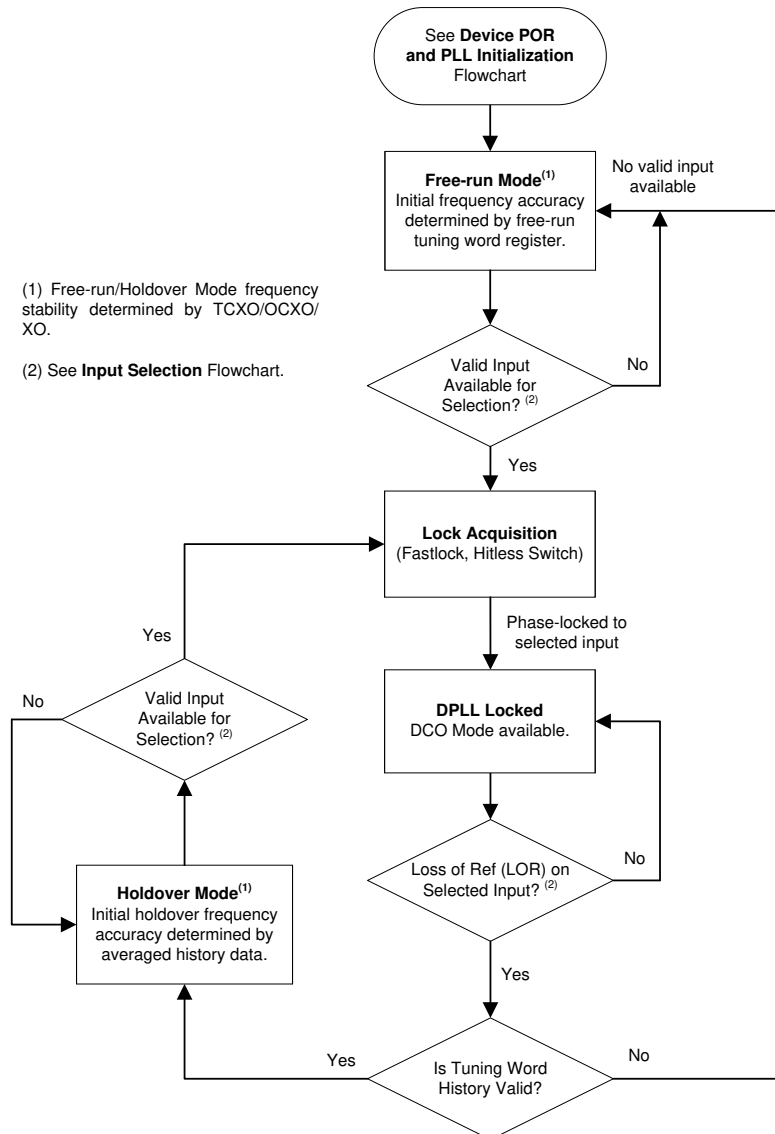 See Device POR
and PLL Initialization
Flowchart
Free-run Mode(1)
Initial frequency accuracy
determined by free-run
tuning word register.
No valid input
available
(1) Free-run/Holdover Mode frequency
stability determined by TCXO/OCXO/
XO.
(2) See Input Selection Flowchart.
Valid Input
Available for
Selection? (2)
No
Yes
Lock Acquisition
(Fastlock, Hitless Switch)
Phase-locked to
selected input
Yes
No
Valid Input
Available for
Selection? (2)
DPLL Locked
DCO Mode available.
Loss of Ref (LOR) on
Selected Input? (2)
No
Holdover Mode(1)
Initial holdover frequency
accuracy determined by
averaged history data.
Yes
Yes
Is Tuning Word
History Valid?
No